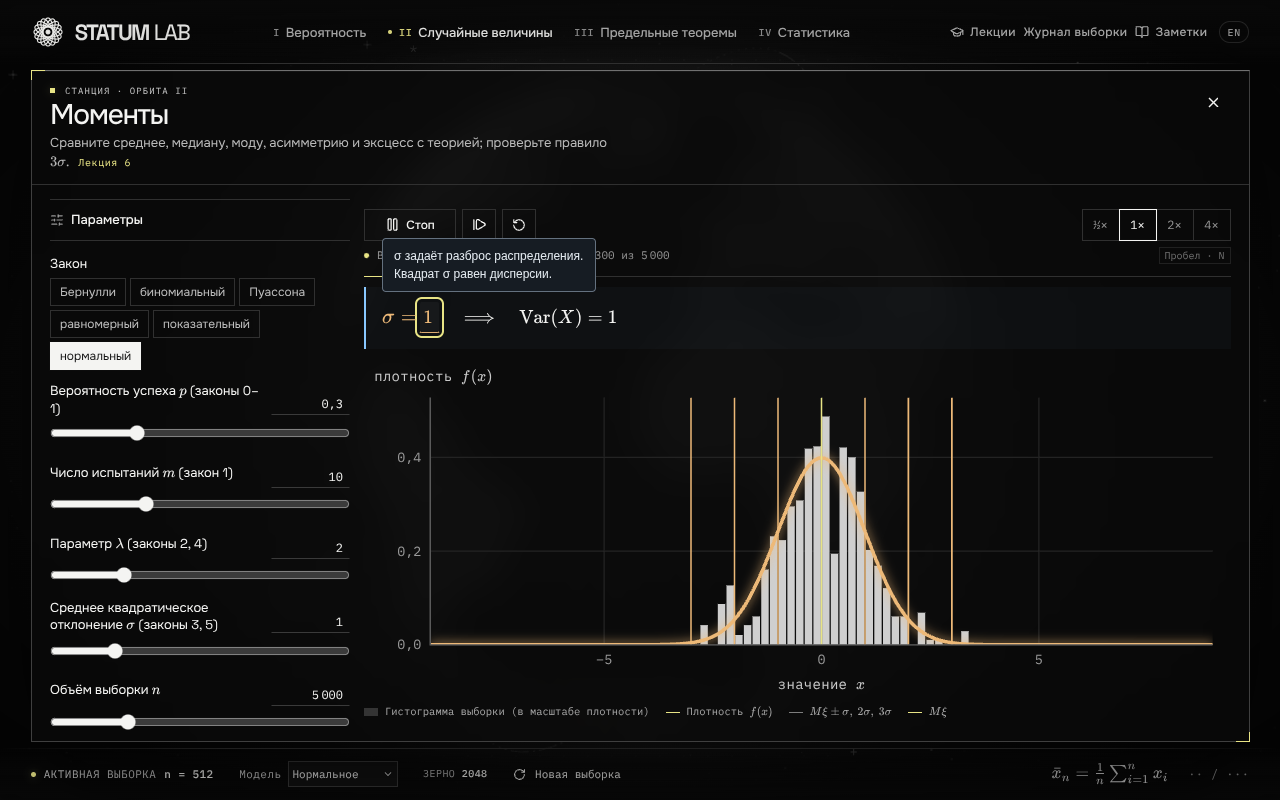 STATUM LAB
I Вероятность
II Случайные величины
III Предельные теоремы
IV Статистика
Лекции
Журнал выборки
Заметки
EN
СТАНЦИЯ · ОРБИТА II
Моменты
Сравните среднее, медиану, моду, асимметрию и эксцесс с теорией; проверьте правило
3σ. Лекция 6
Параметры
Закон
Бернулли
биномиальный
Пуассона
равномерный
показательный
нормальный
Вероятность успеха p (законы 0–
1)
0,3
Число испытаний m (закон 1)
10
Параметр λ (законы 2, 4)
2
Среднее квадратическое
отклонение σ (законы 3, 5)
1
Объём выборки n
5 000
Стоп
½×
1×
2×
4×
300 из 5 000
Пробел · N
σ задаёт разброс распределения.
Квадрат σ равен дисперсии.
σ = 1 ⟹ Var(X) = 1
плотность f(x)
0,4
0,2
0,0
−5
0
5
значение x
Гистограмма выборки (в масштабе плотности)
Плотность f(x)
Mξ ± σ, 2σ, 3σ
Mξ
АКТИВНАЯ ВЫБОРКА n = 512
Модель
Нормальное
ЗЕРНО 2048
Новая выборка
x̄ₙ = 1/n ∑ⁿᵢ₌₁ xᵢ
·· / ···